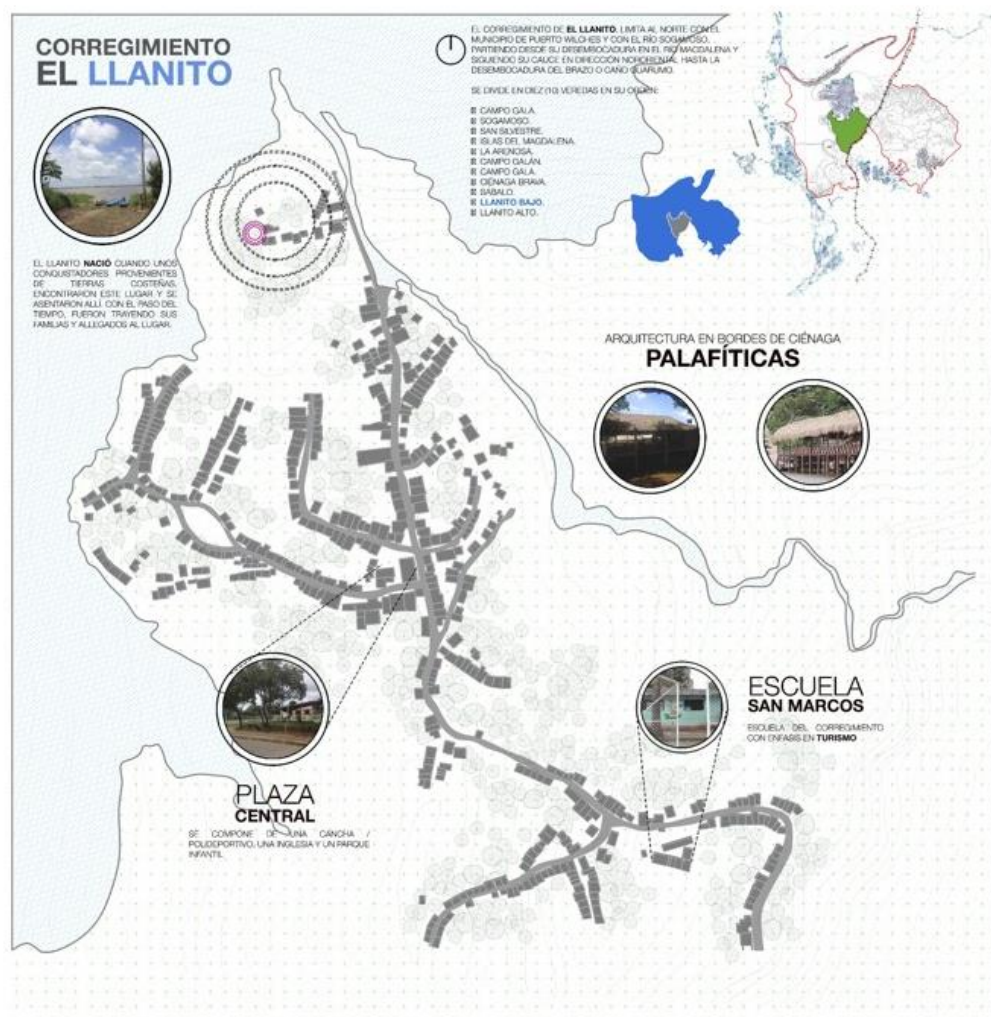 CORREGIMIENTO
EL LLANITO
EL CORREGIMIENTO DE EL LLANITO, LIMITA AL NORTE CON EL
MUNICIPIO DE PUERTO WILCHES Y CON EL RÍO SOGAMOSO,
PARTIENDO DESDE SU DESEMBOCADURA EN EL RÍO MAGDALENA Y
SIGUIENDO SU CAUCE EN DIRECCIÓN NORORIENTAL HASTA LA
DESEMBOCADURA DEL BRAZO O CAÑO GUARUMO.
SE DIVIDE EN DIEZ (10) VEREDAS EN SU ORDEN:
CAMPO GALA.
SOGAMOSO.
SAN SILVESTRE.
ISLAS DEL MAGDALENA.
LA ARENOSA.
CAMPO GALÁN.
CAMPO GALA.
CIÉNAGA BRAVA.
SÁBALO.
LLANITO BAJO.
LLANITO ALTO.
EL LLANITO NACIÓ CUANDO UNOS
CONQUISTADORES PROVENIENTES
DE TIERRAS COSTEÑAS,
ENCONTRARON ESTE LUGAR Y SE
ASENTARON ALLÍ. CON EL PASO DEL
TIEMPO, FUERON TRAYENDO SUS
FAMILIAS Y ALLEGADOS AL LUGAR.
ARQUITECTURA EN BORDES DE CIÉNAGA
PALAFÍTICAS
ESCUELA
SAN MARCOS
ESCUELA DEL CORREGIMIENTO
CON ENFASIS EN TURISMO
PLAZA
CENTRAL
SE COMPONE DE UNA CANCHA /
POLIDEPORTIVO, UNA INGLESIA Y UN PARQUE
INFANTIL